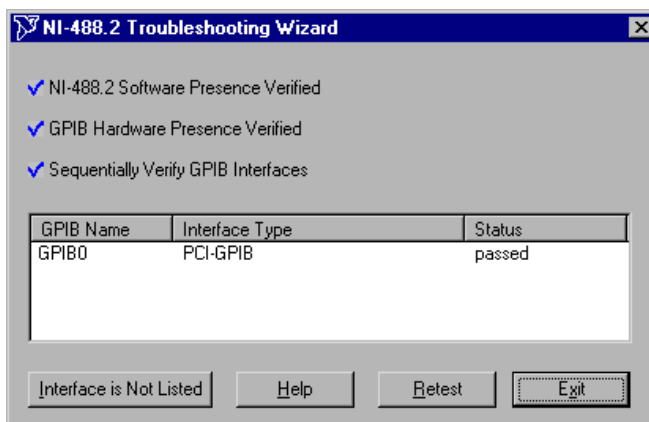 NI-488.2 Troubleshooting Wizard
NI-488.2 Software Presence Verified
GPIB Hardware Presence Verified
Sequentially Verify GPIB Interfaces
GPIB Name Interface Type Status
GPIB0 PCI-GPIB passed
Interface is Not Listed Help Retest Exit